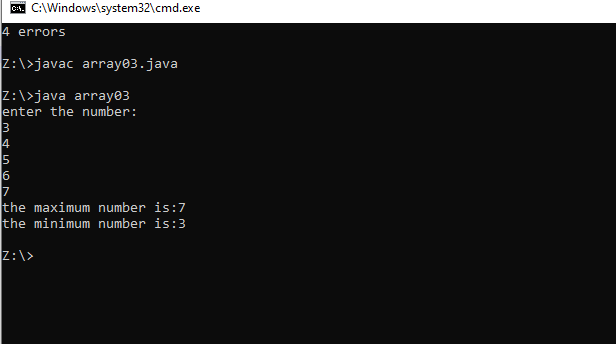 C:\Windows\system32\cmd.exe
4 errors
Z:\>javac array03.java
Z:\>java array03
enter the number:
3
4
5
6
7
the maximum number is:7
the minimum number is:3
Z:\>